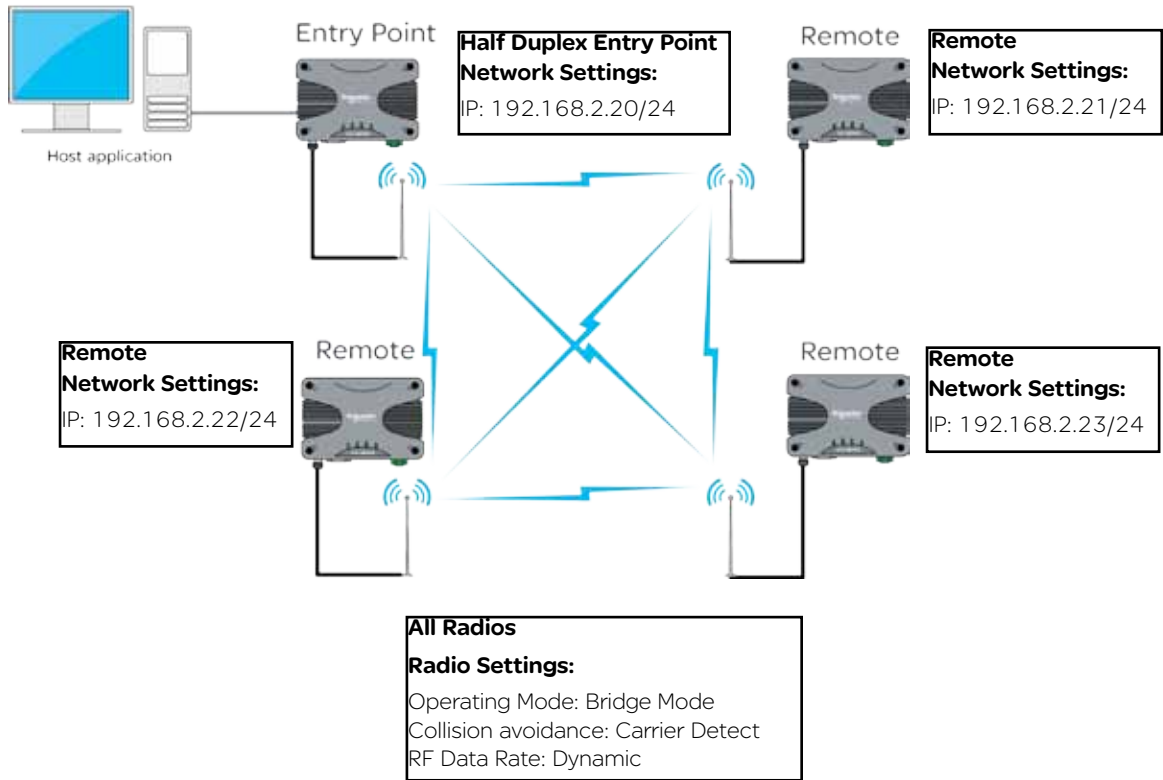 Entry Point
Half Duplex Entry Point
Network Settings:
IP: 192.168.2.20/24
Remote
Remote
Network Settings:
IP: 192.168.2.21/24
Host application
Remote
Network Settings:
IP: 192.168.2.22/24
Remote
Remote
Remote
Network Settings:
IP: 192.168.2.23/24
All Radios
Radio Settings:
Operating Mode: Bridge Mode
Collision avoidance: Carrier Detect
RF Data Rate: Dynamic